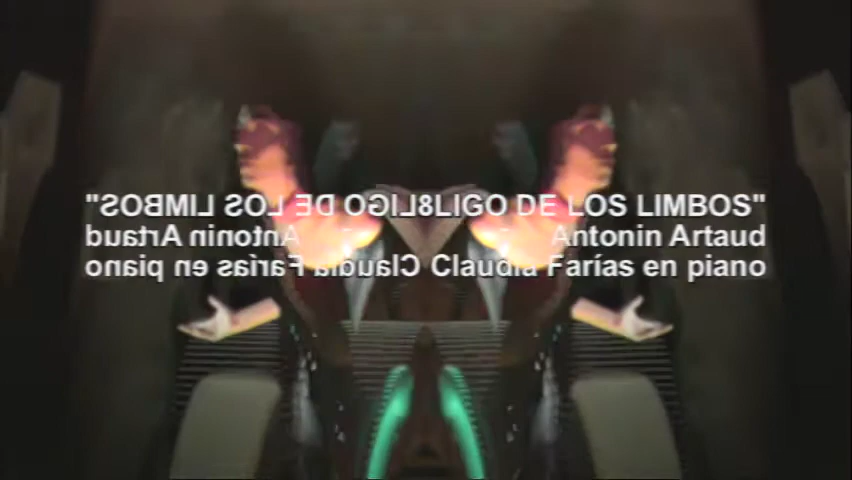 LIGO DE LOS LIMBOS"
Antonin Artaud
Claudia Farías en piano